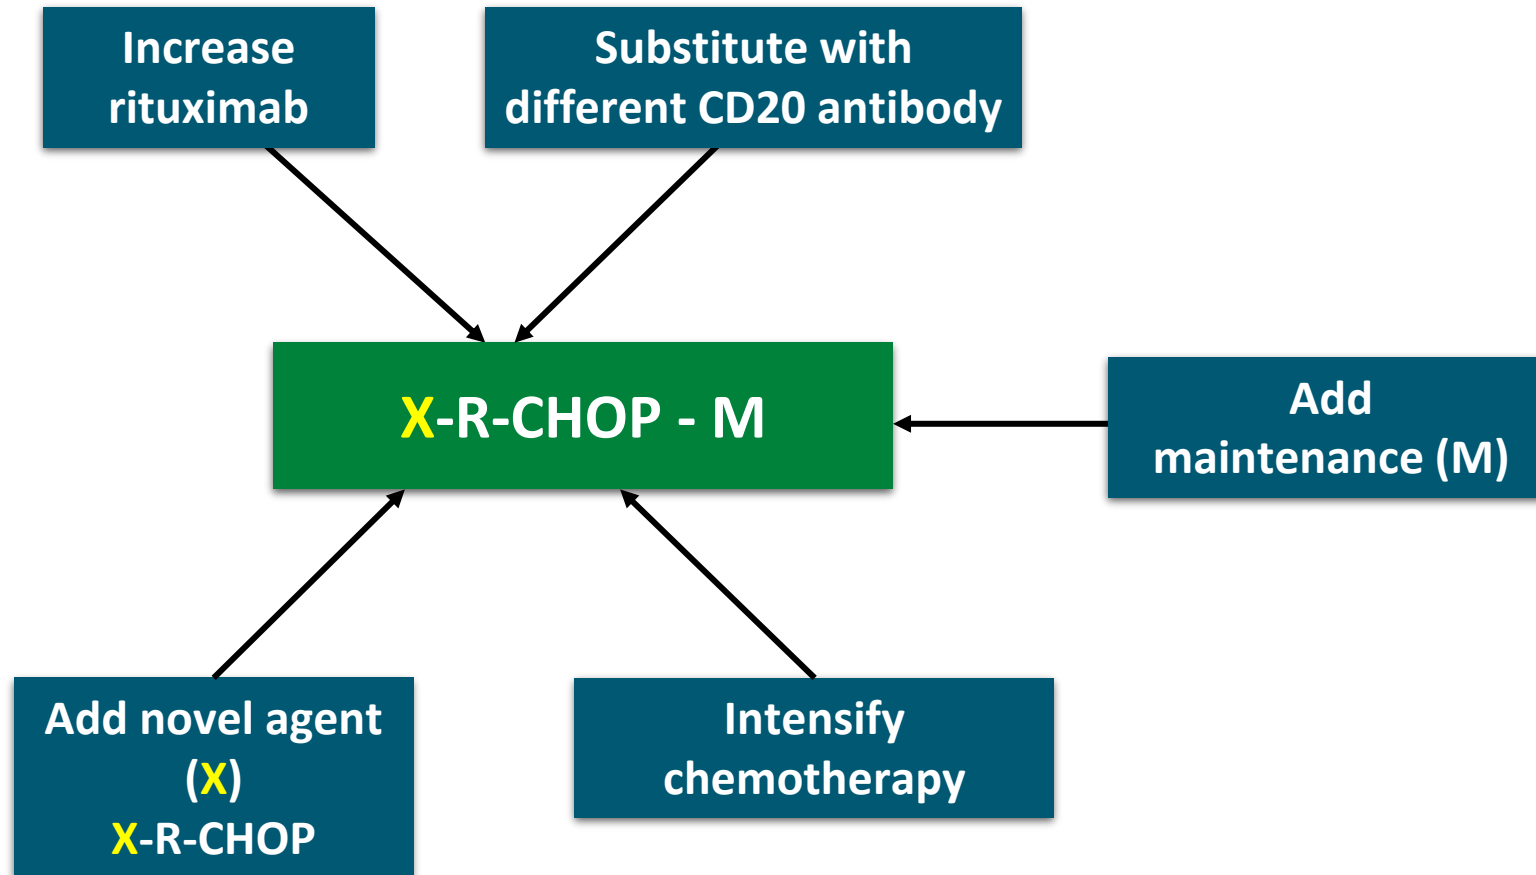 Increase
rituximab
Substitute with
different CD20 antibody
X-R-CHOP - M
Add
maintenance (M)
Add novel agent
(X)
X-R-CHOP
Intensify
chemotherapy